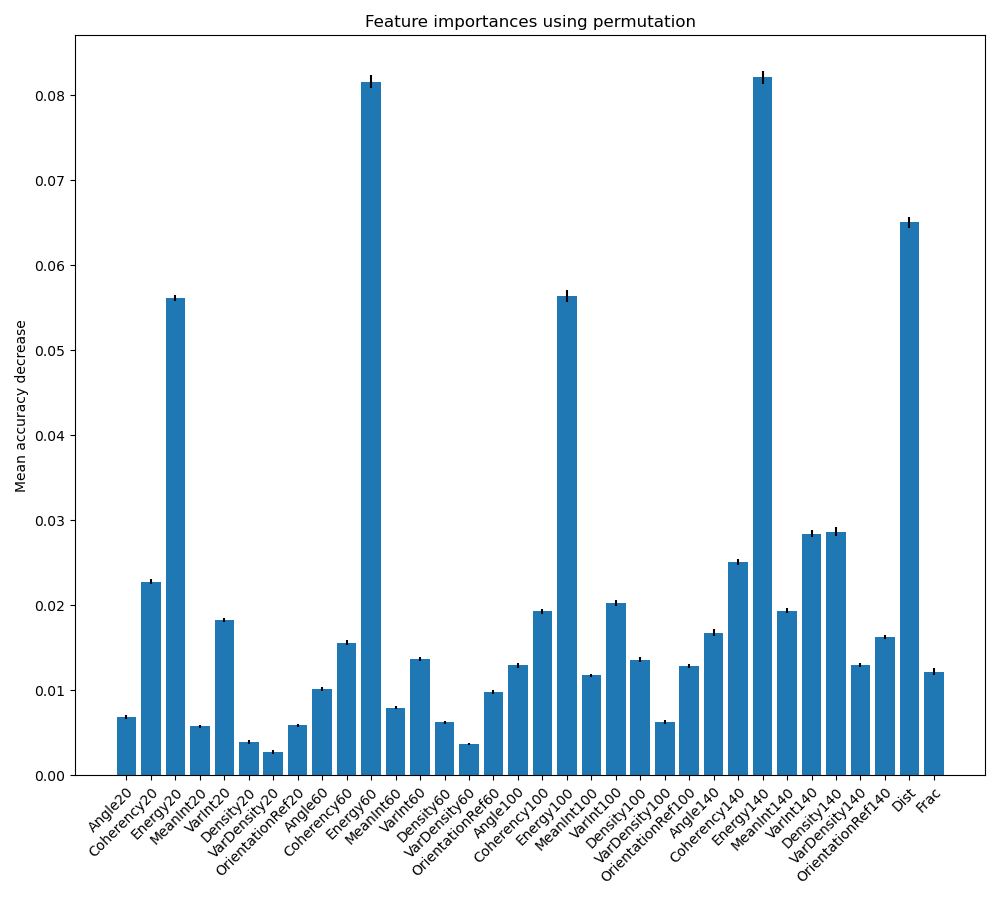 Feature importances using permutation
Mean accuracy decrease
0.08
0.07
0.06
0.05
0.04
0.03
0.02
0.01
0.00
Angle20
Coherency20
Energy20
MeanInt20
VarInt20
Density20
VarDensity20
OrientationRef20
Angle60
Coherency60
Energy60
MeanInt60
VarInt60
Density60
VarDensity60
OrientationRef60
Angle100
Coherency100
Energy100
MeanInt100
VarInt100
Density100
VarDensity100
OrientationRef100
Angle140
Coherency140
Energy140
MeanInt140
VarInt140
Density140
VarDensity140
OrientationRef140
Dist
Frac